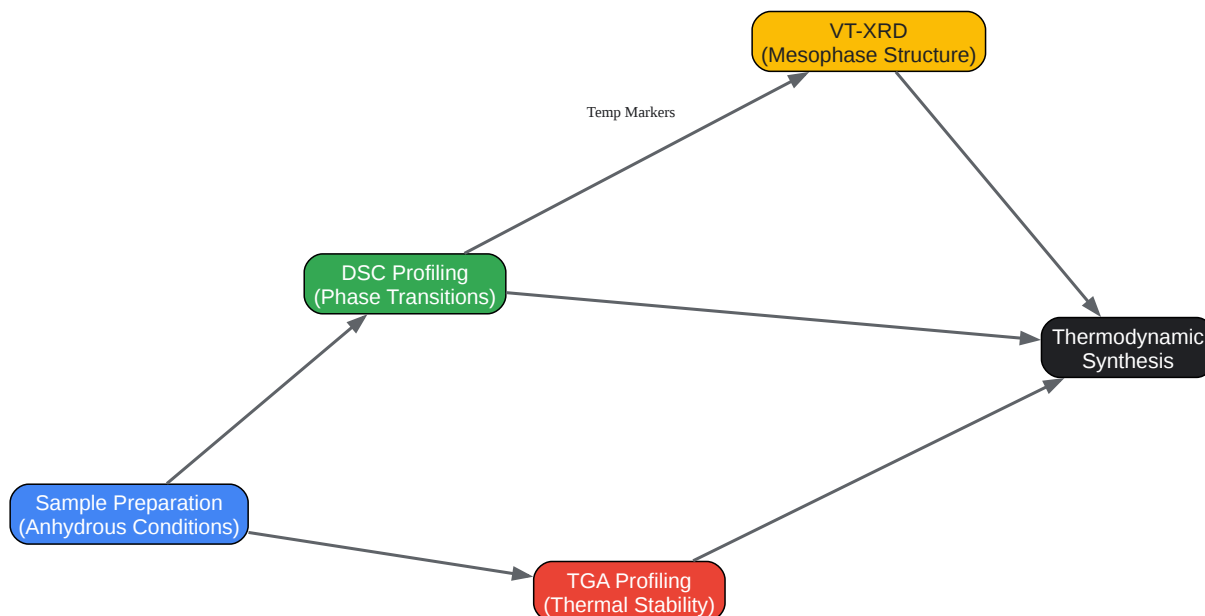 VT-XRD
(Mesophase Structure)
Temp Markers
DSC Profiling
(Phase Transitions)
Thermodynamic
Synthesis
Sample Preparation
(Anhydrous Conditions)
TGA Profiling
(Thermal Stability)